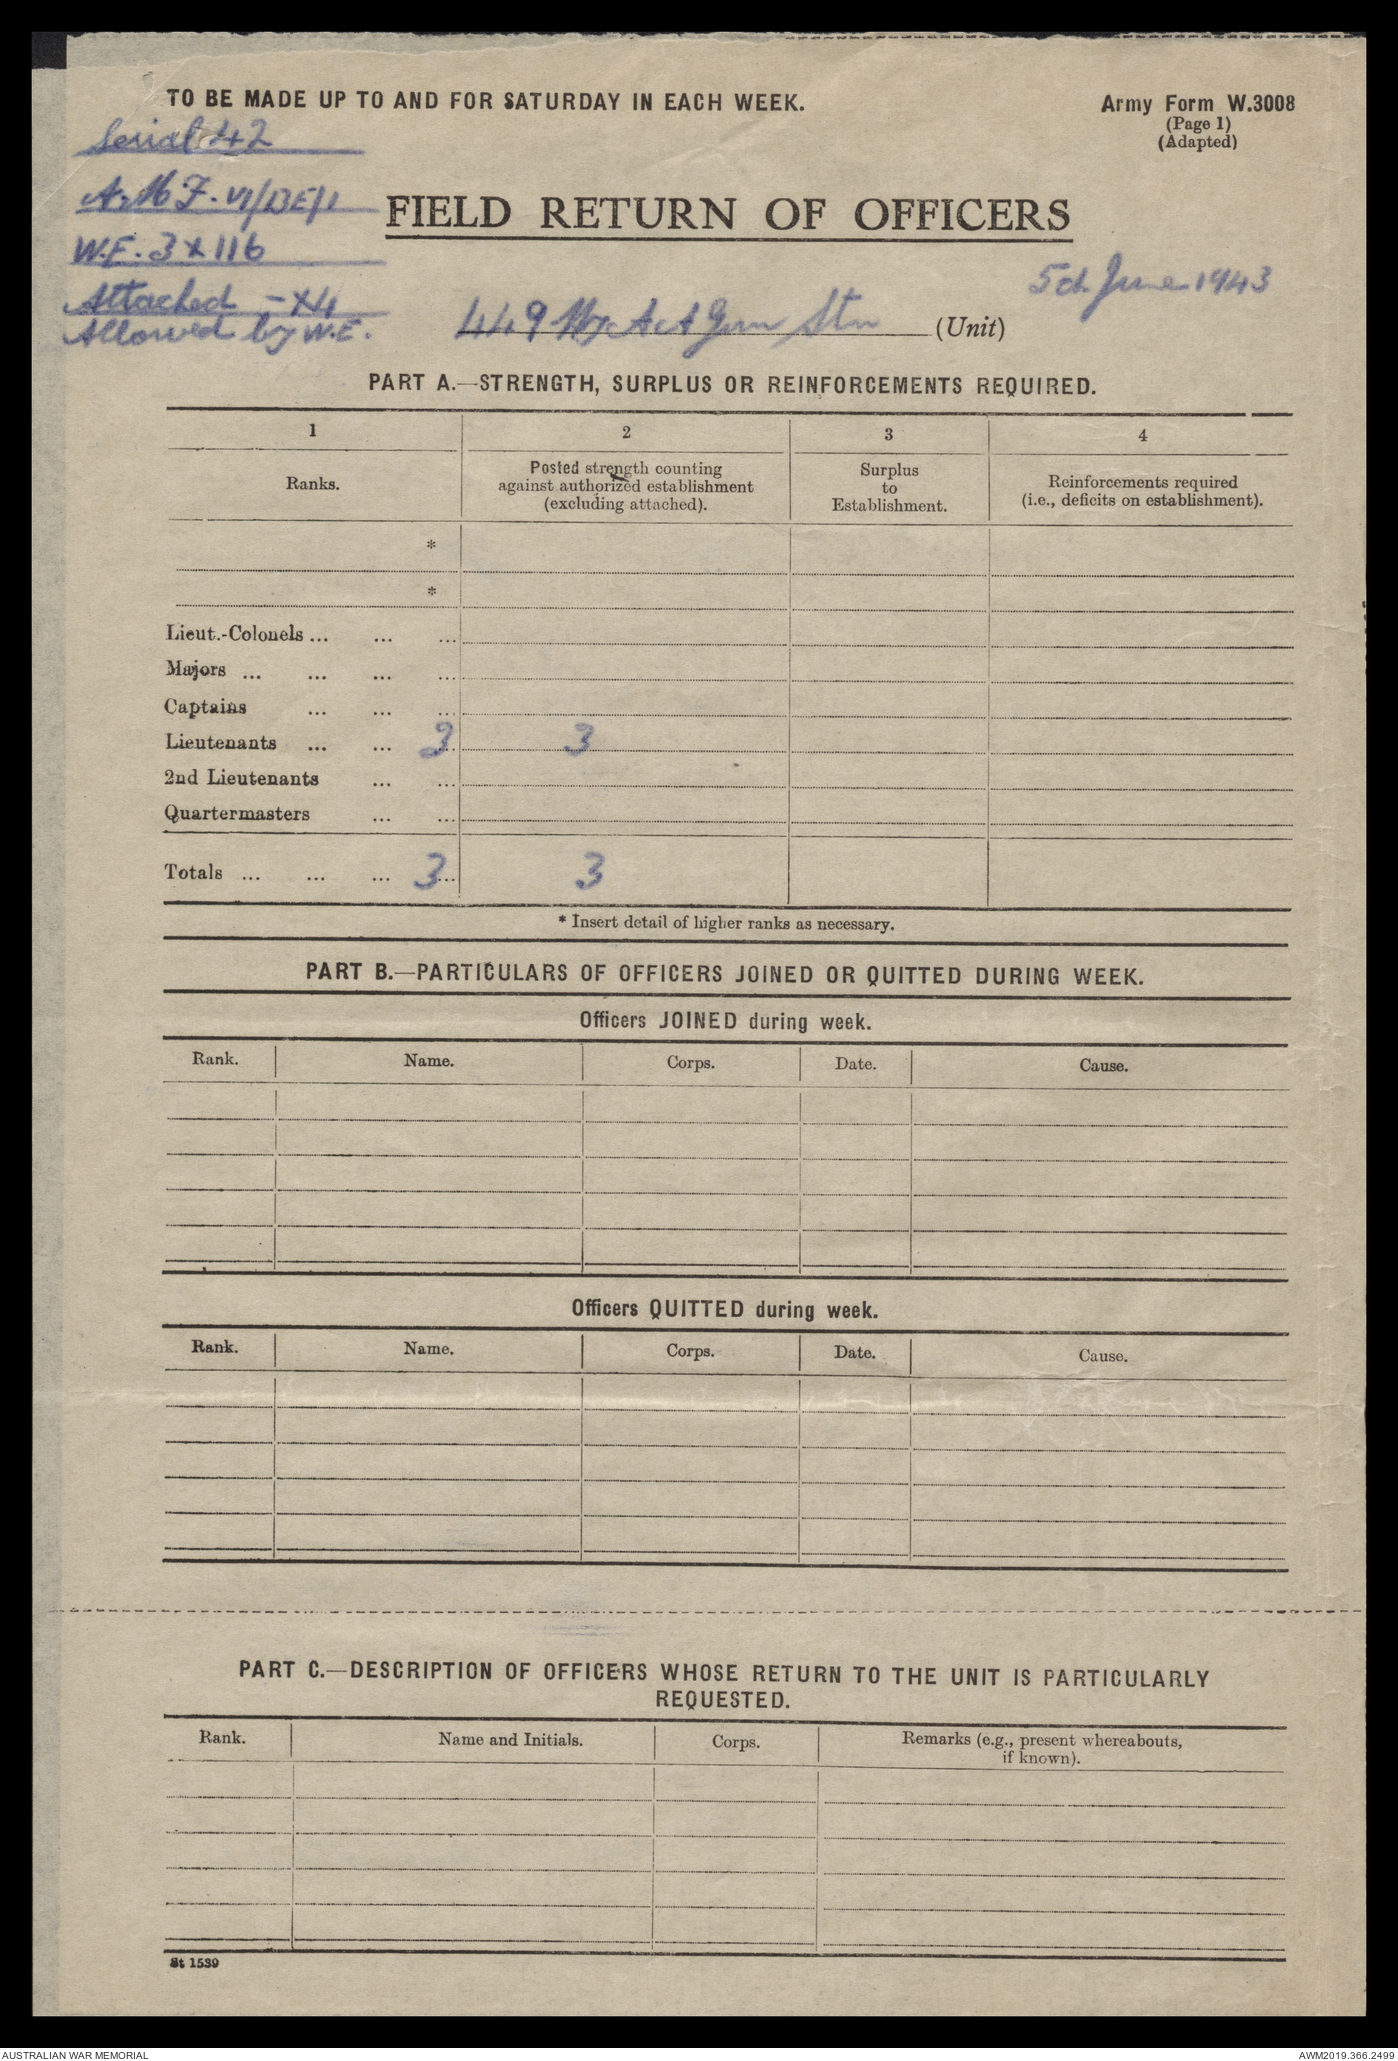 TO BE MADE UP TO AND FOR SATURDAY IN EACH WEEK.
Army Form W.3008
(Page 1)
(Adapted)
Serial 42
A.M.F. VI/BE/1
W.E. 3 x 116
Attached - x4
Allowed by W.E.
FIELD RETURN OF OFFICERS
5th June 1943
449 Hy A A Gun Stn (Unit)
PART A.—STRENGTH, SURPLUS OR REINFORCEMENTS REQUIRED.
1 2 3 4
Ranks.
Posted strength counting
against authorized establishment
(excluding attached).
Surplus
to
Establishment.
Reinforcements required
(i.e., deficits on establishment).
*
*
Lieut.-Colonels ... ... ...
Majors ... ... ... ...
Captains ... ... ...
Lieutenants ... ... 3 3
2nd Lieutenants ... ...
Quartermasters ... ...
Totals ... ... ... 3 ... 3
* Insert detail of higher ranks as necessary.
PART B.—PARTICULARS OF OFFICERS JOINED OR QUITTED DURING WEEK.
Officers JOINED during week.
Rank. Name. Corps. Date. Cause.
Officers QUITTED during week.
Rank. Name. Corps. Date. Cause.
PART C.—DESCRIPTION OF OFFICERS WHOSE RETURN TO THE UNIT IS PARTICULARLY
REQUESTED.
Rank. Name and Initials. Corps. Remarks (e.g., present whereabouts,
if known).
St 1539
AUSTRALIAN WAR MEMORIAL
AWM2019.366.2499